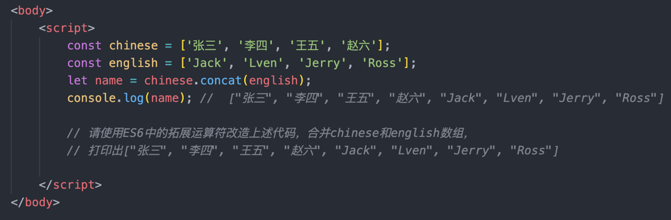 <body>
<script>
const chinese = ['张三', '李四', '王五', '赵六'];
const english = ['Jack', 'Lven', 'Jerry', 'Ross'];
let name = chinese.concat(english);
console.log(name); //  ["张三", "李四", "王五", "赵六", "Jack", "Lven", "Jerry", "Ross"]
// 请使用ES6中的拓展运算符改造上述代码，合并chinese和english数组，
// 打印出["张三", "李四", "王五", "赵六", "Jack", "Lven", "Jerry", "Ross"]
</script>
</body>